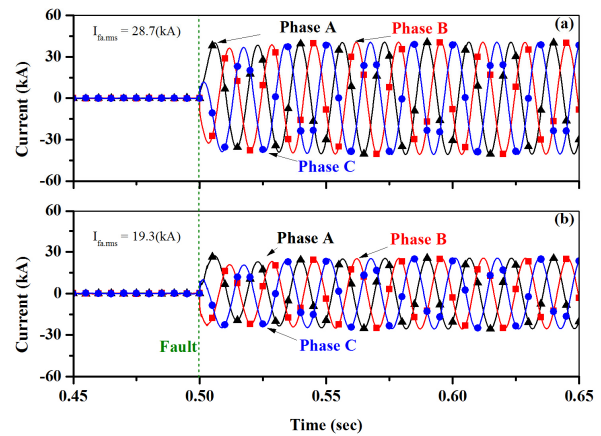 (a)
I_fa.rms = 28.7(kA)
Phase A
Phase B
Phase C
Current (kA)
60
30
0
-30
-60
(b)
I_fa.rms = 19.3(kA)
Phase A
Phase B
Phase C
Fault
Current (kA)
60
30
0
-30
-60
0.45 0.50 0.55 0.60 0.65
Time (sec)